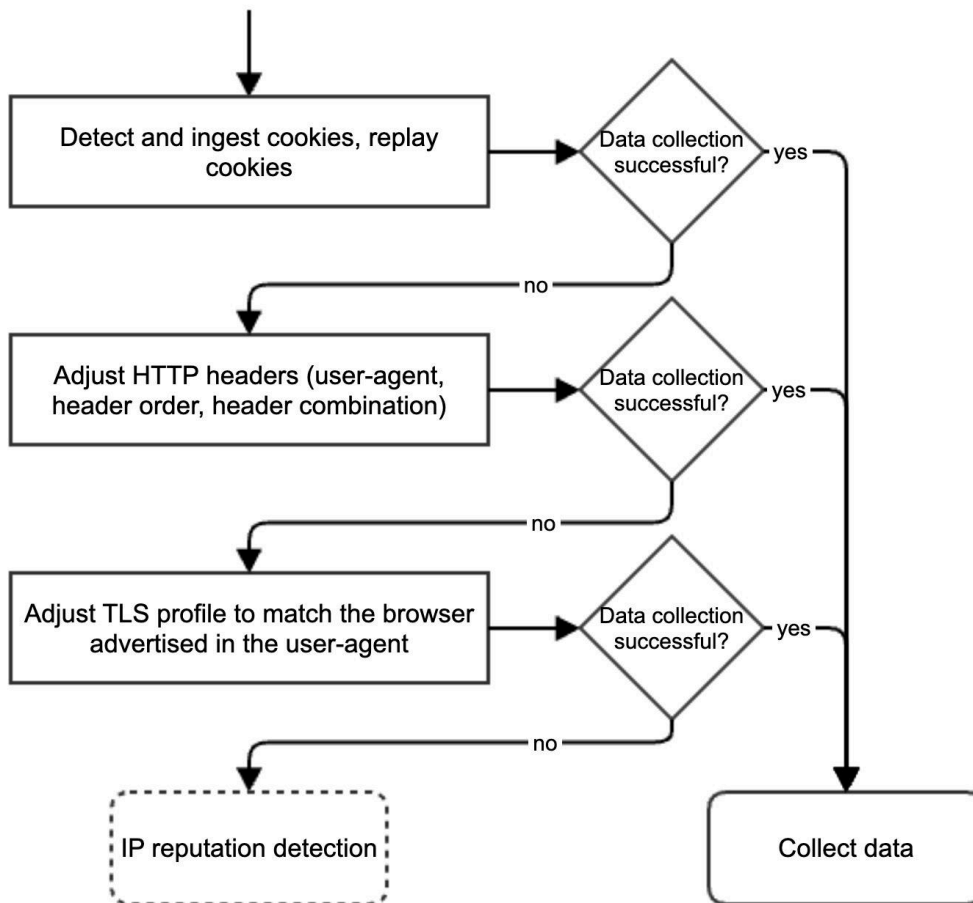 Detect and ingest cookies, replay
cookies
Data collection
successful?
yes
no
Adjust HTTP headers (user-agent,
header order, header combination)
Data collection
successful?
yes
no
Adjust TLS profile to match the browser
advertised in the user-agent
Data collection
successful?
yes
no
IP reputation detection
Collect data